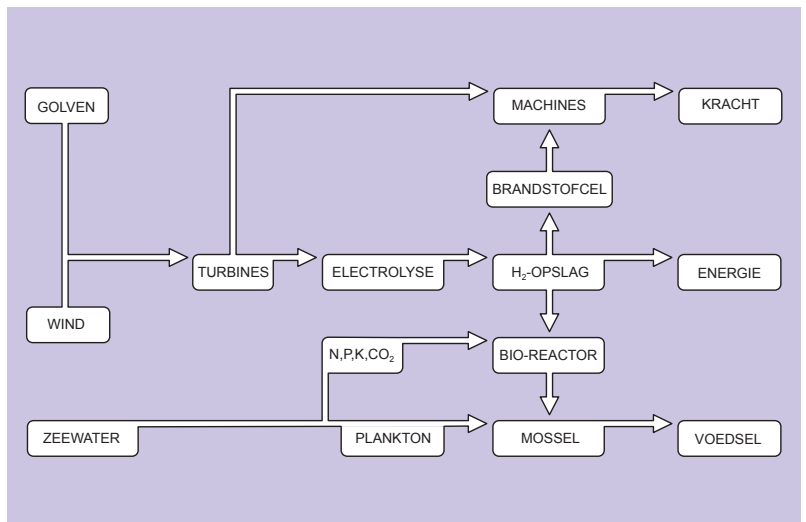 GOLVEN
MACHINES
KRACHT
BRANDSTOFCEL
TURBINES
ELECTROLYSE
H₂-OPSLAG
ENERGIE
WIND
N,P,K,CO₂
BIO-REACTOR
ZEEWATER
PLANKTON
MOSSEL
VOEDSEL